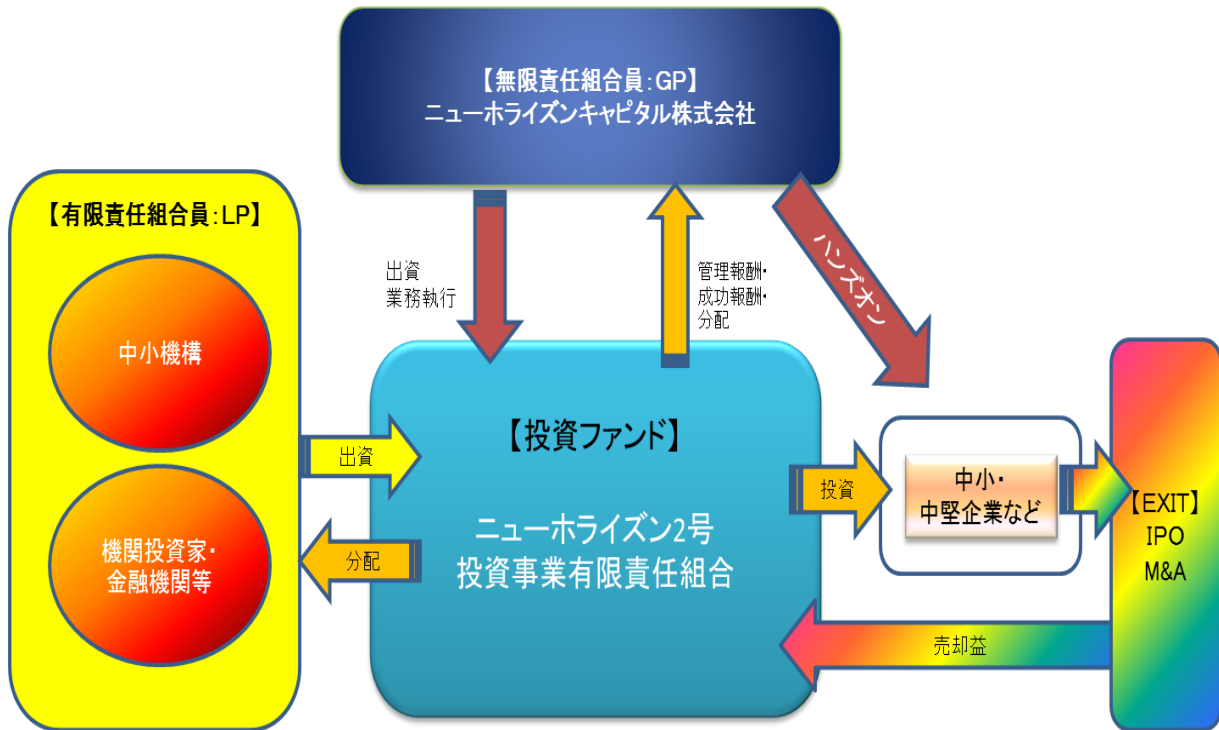 【無限責任組合員:GP】
ニューホライズンキャピタル株式会社
【有限責任組合員:LP】
中小機構
機関投資家・
金融機関等
出資
業務執行
管理報酬・
成功報酬・
分配
ハンズオン
出資
分配
【投資ファンド】
ニューホライズン2号
投資事業有限責任組合
投資
中小・
中堅企業など
【EXIT】
IPO
M&A
売却益